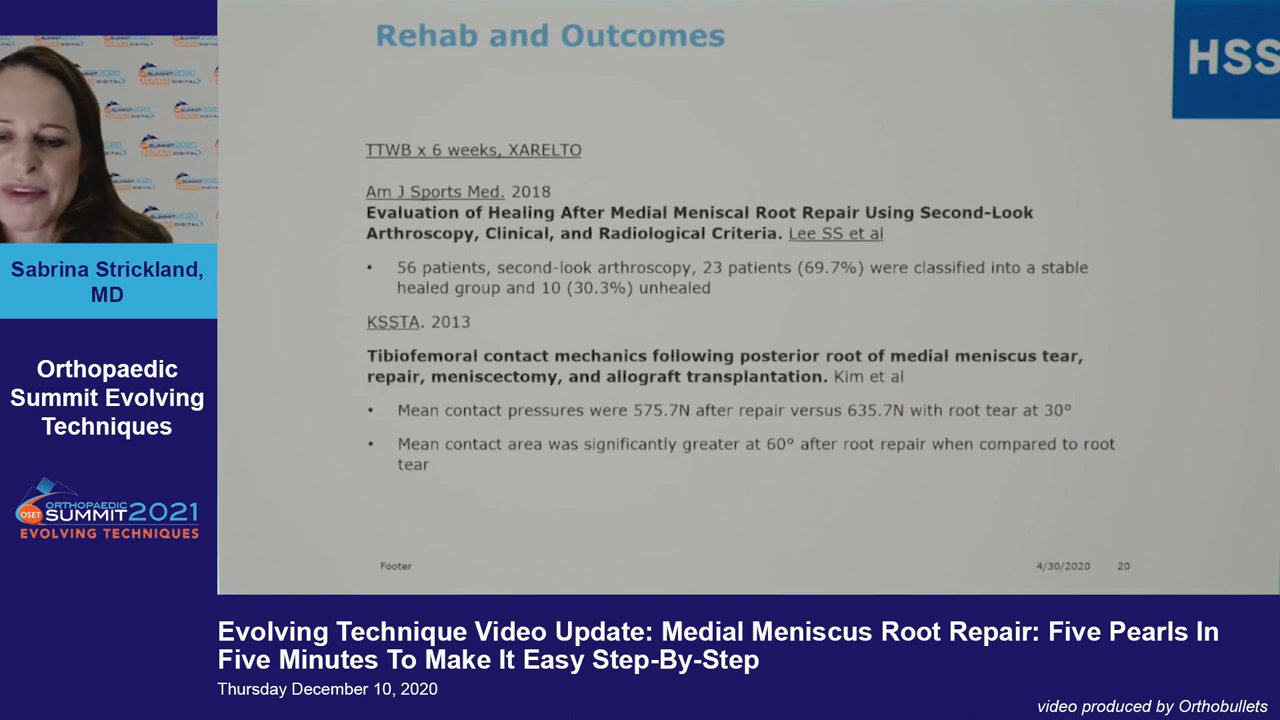 Rehab and Outcomes
HSS
TTWB x 6 weeks, XARELTO
Am J Sports Med. 2018
Evaluation of Healing After Medial Meniscal Root Repair Using Second-Look
Arthroscopy, Clinical, and Radiological Criteria. Lee SS et al
• 56 patients, second-look arthroscopy, 23 patients (69.7%) were classified into a stable
healed group and 10 (30.3%) unhealed
KSSTA. 2013
Tibiofemoral contact mechanics following posterior root of medial meniscus tear,
repair, meniscectomy, and allograft transplantation. Kim et al
• Mean contact pressures were 575.7N after repair versus 635.7N with root tear at 30°
• Mean contact area was significantly greater at 60° after root repair when compared to root
tear
Footer
4/30/2020 20
Sabrina Strickland,
MD
Orthopaedic
Summit Evolving
Techniques
OSET
ORTHOPAEDIC
SUMMIT 2021
EVOLVING TECHNIQUES
Evolving Technique Video Update: Medial Meniscus Root Repair: Five Pearls In
Five Minutes To Make It Easy Step-By-Step
Thursday December 10, 2020
video produced by Orthobullets